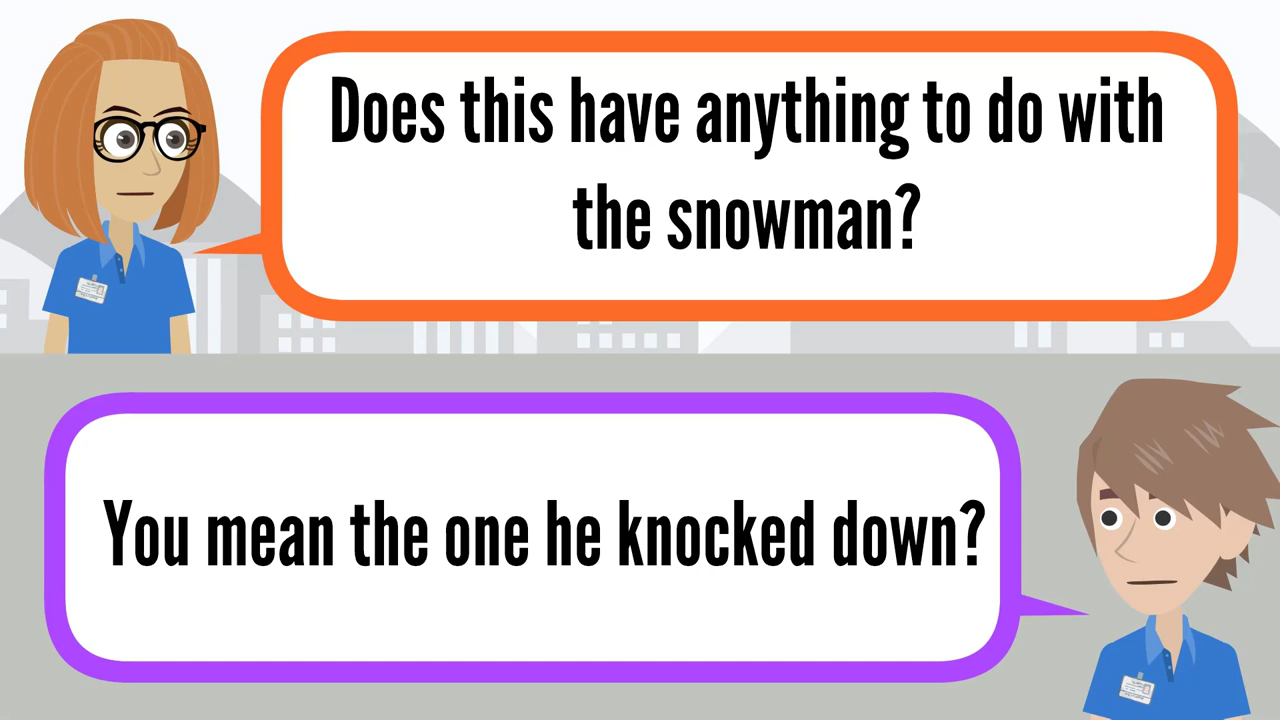 Does this have anything to do with
the snowman?
You mean the one he knocked down?